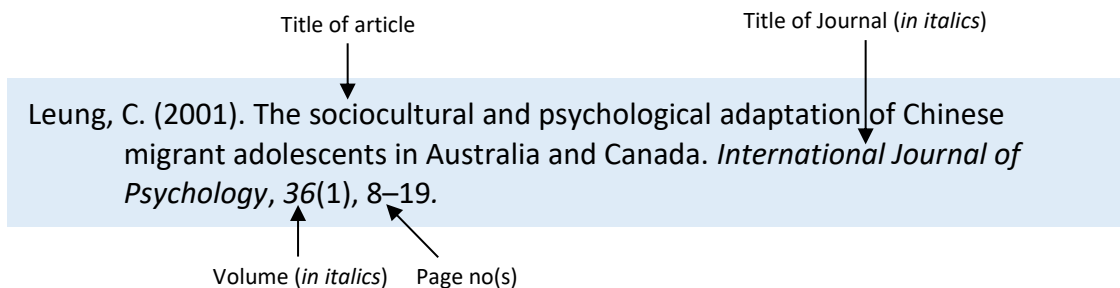 Title of article
Title of Journal (in italics)
Leung, C. (2001). The sociocultural and psychological adaptation of Chinese
migrant adolescents in Australia and Canada. International Journal of
Psychology, 36(1), 8–19.
Volume (in italics)
Page no(s)